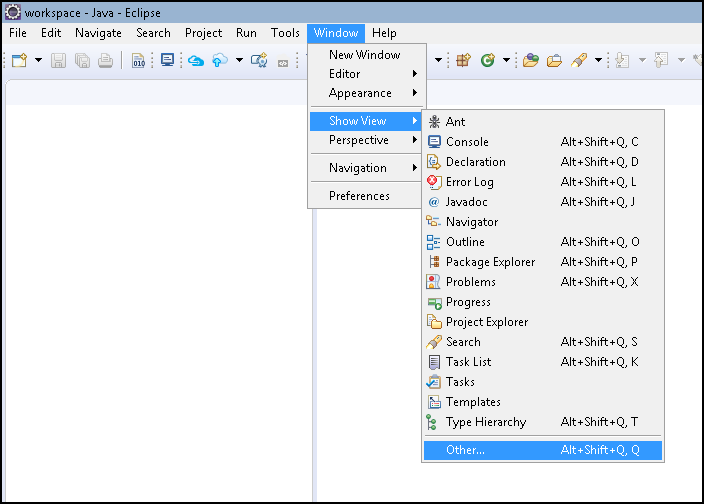 workspace - Java - Eclipse
File Edit Navigate Search Project Run Tools Window Help
010
New Window
Editor
Appearance
Show View
Perspective
Navigation
Preferences
Ant
Console Alt+Shift+Q, C
Declaration Alt+Shift+Q, D
Error Log Alt+Shift+Q, L
@ Javadoc Alt+Shift+Q, J
Navigator
Outline Alt+Shift+Q, O
Package Explorer Alt+Shift+Q, P
Problems Alt+Shift+Q, X
Progress
Project Explorer
Search Alt+Shift+Q, S
Task List Alt+Shift+Q, K
Tasks
Templates
Type Hierarchy Alt+Shift+Q, T
Other... Alt+Shift+Q, Q